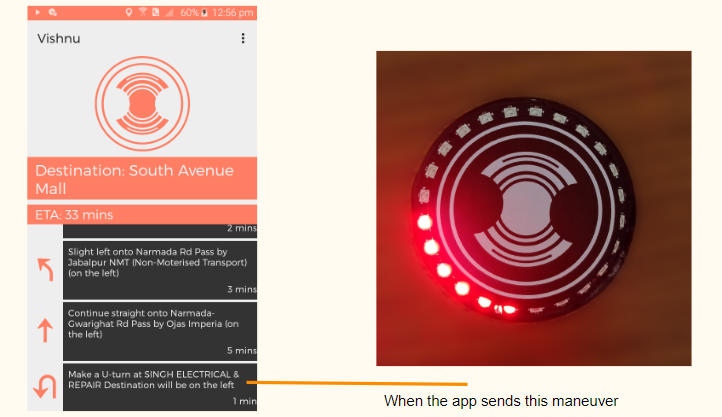 12:56 pm
60%
Vishnu
Destination: South Avenue
Mall
ETA: 33 mins
2 mins
Slight left onto Narmada Rd Pass by
Jabalpur NMT (Non-Moterised Transport)
(on the left)
3 mins
Continue straight onto Narmada-
Gwarighat Rd Pass by Ojas Imperia (on
the left)
5 mins
Make a U-turn at SINGH ELECTRICAL &
REPAIR Destination will be on the left
1 min
When the app sends this maneuver